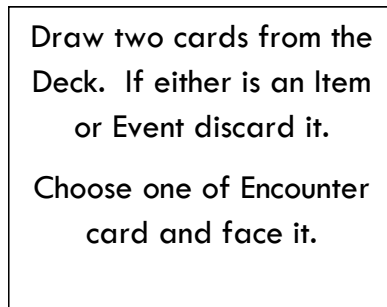 Draw two cards from the
Deck.  If either is an Item
or Event discard it.
Choose one of Encounter
card and face it.